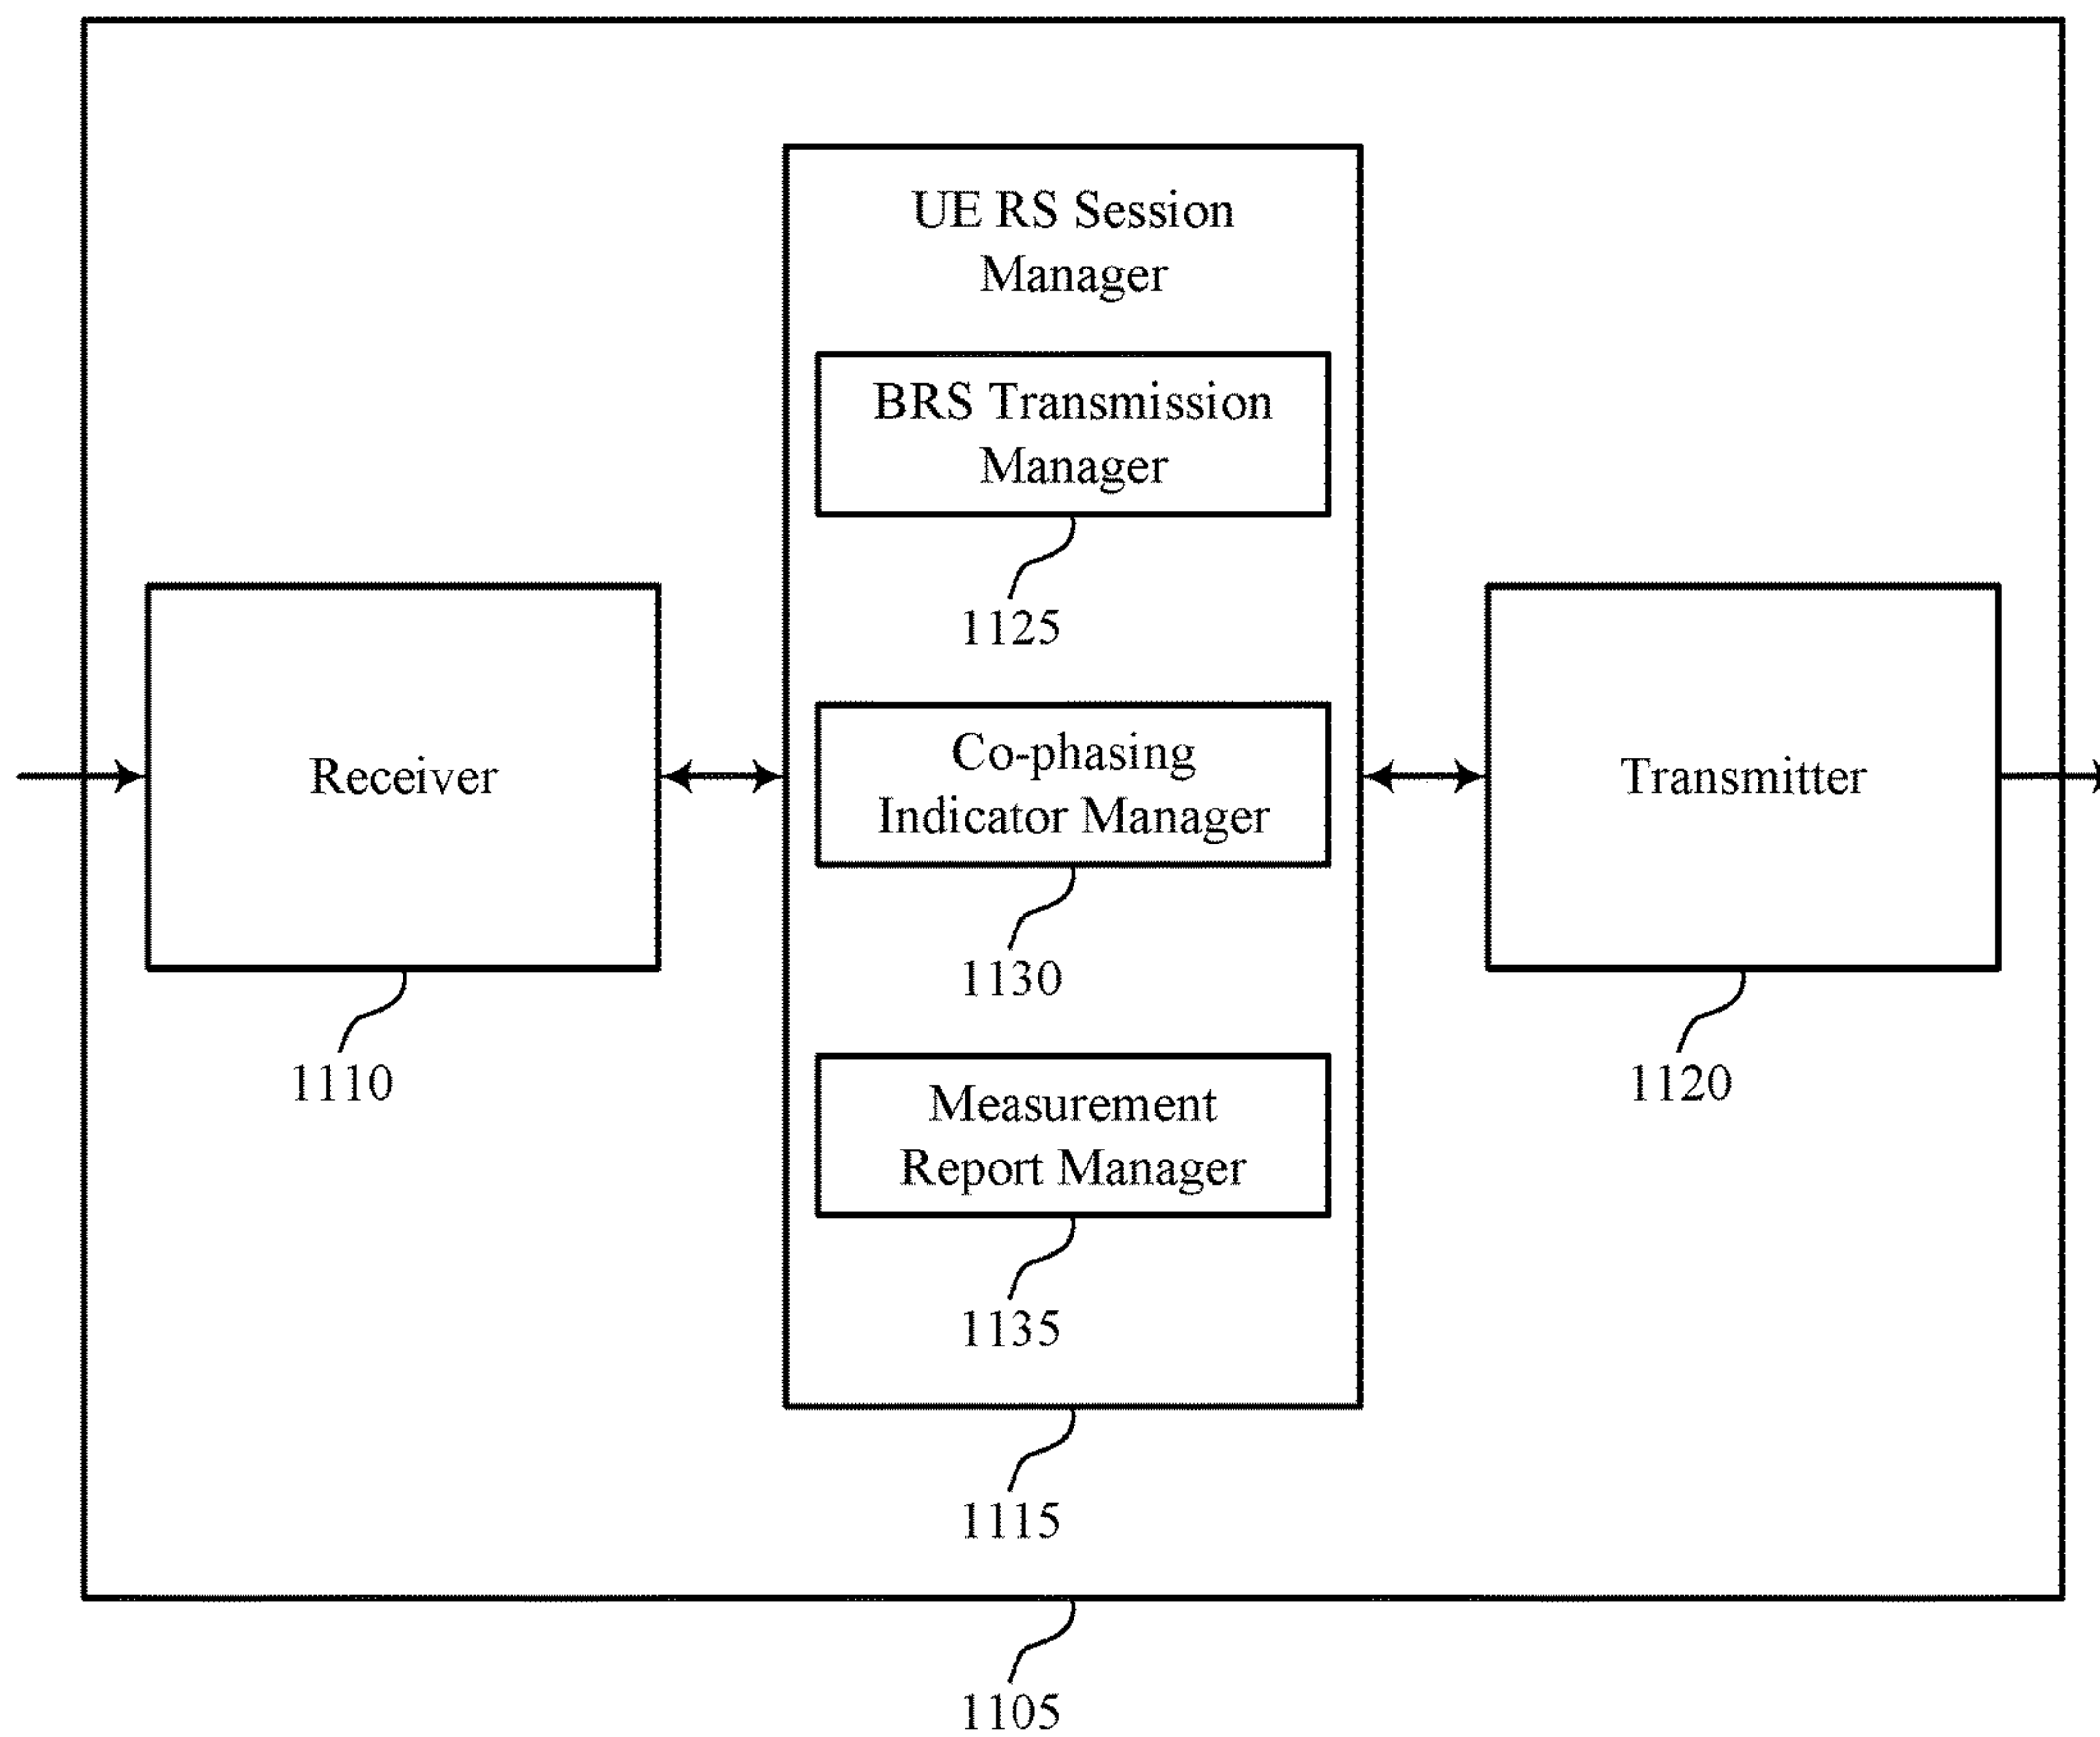 UE RS Session
Manager
BRS Transmission
Manager
1125
Receiver
1110
Co-phasing
Indicator Manager
1130
Transmitter
1120
Measurement
Report Manager
1135
1115
1105